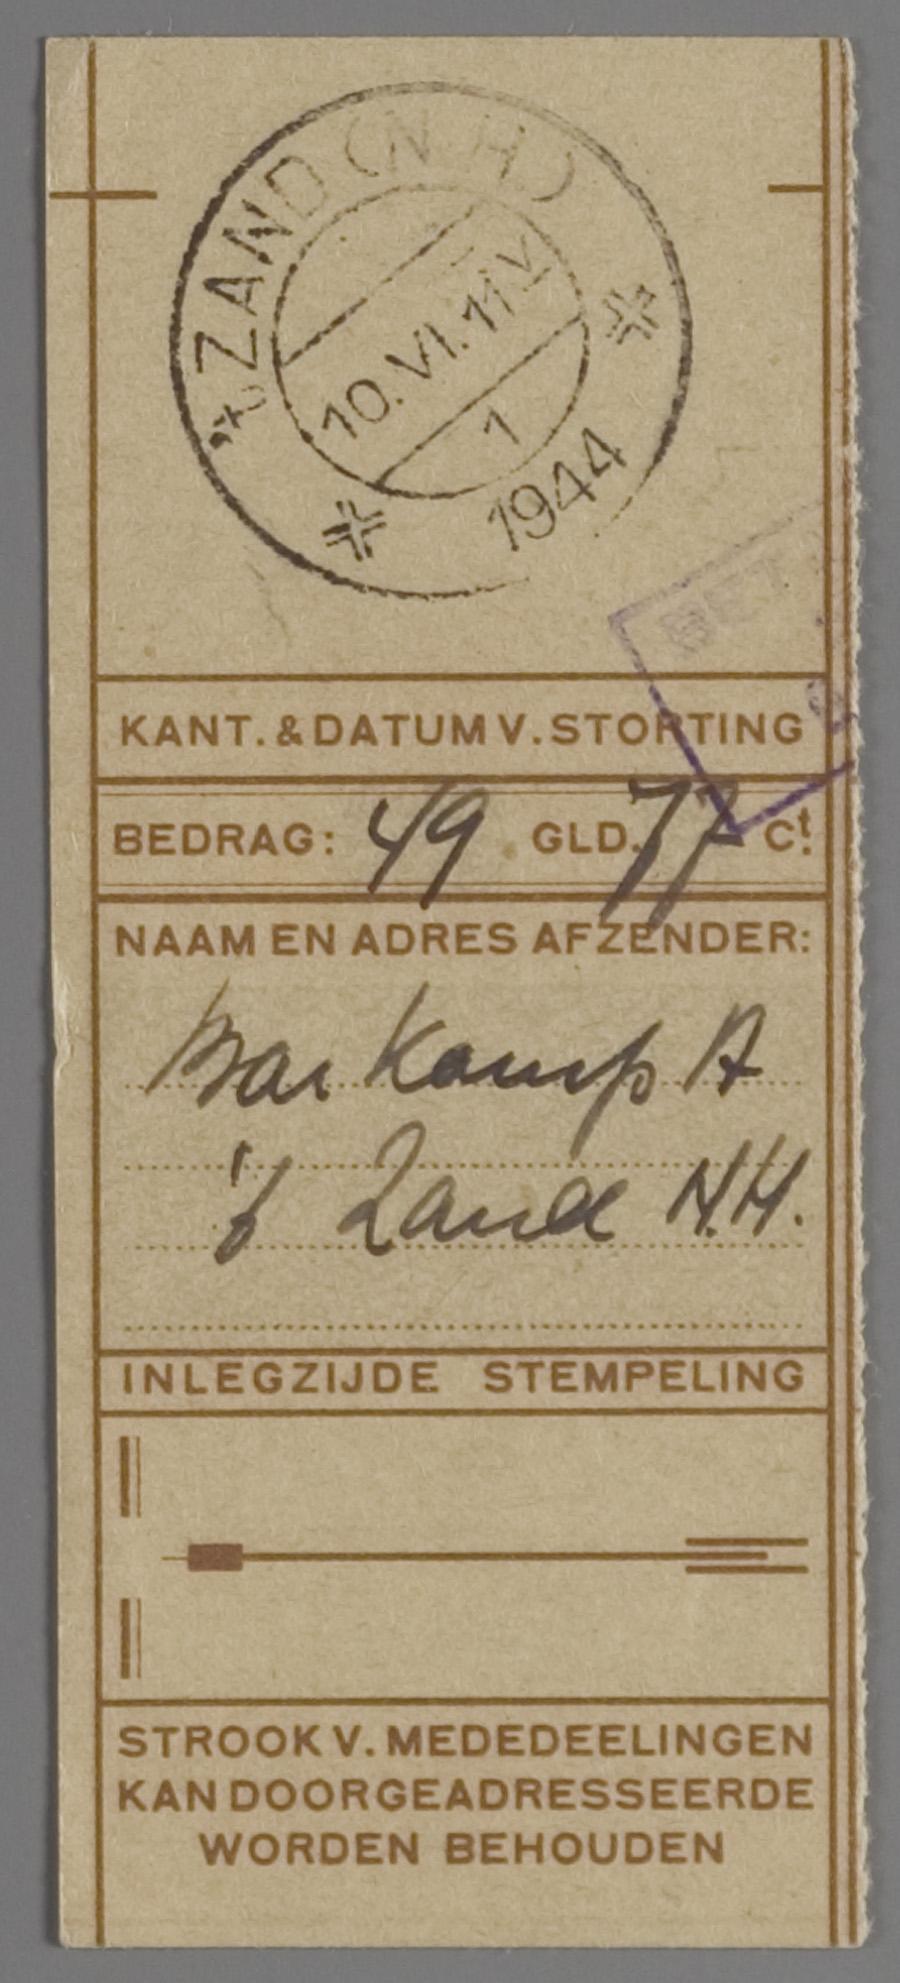 't ZAND (N.H.)
10.VI.11V
1
1944
BET
KANT. & DATUM V. STORTING
BEDRAG: 49 GLD. 77 Ct.
NAAM EN ADRES AFZENDER:
Barkamp A
't Zand N.H.
INLEGZIJDE STEMPELING
STROOK V. MEDEDEELINGEN
KAN DOORGEADRESSEERDE
WORDEN BEHOUDEN